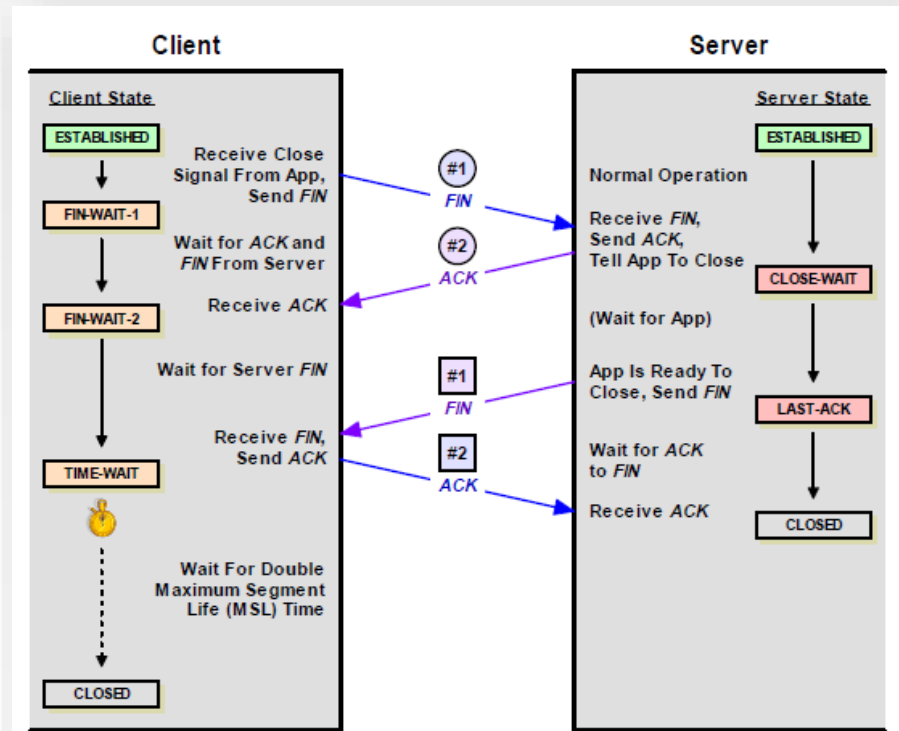 Client
Server
Client State
Server State
ESTABLISHED
ESTABLISHED
Receive Close
Signal From App,
Send FIN
#1
FIN
Normal Operation
FIN-WAIT-1
Receive FIN,
Send ACK,
Tell App To Close
Wait for ACK and
FIN From Server
#2
ACK
CLOSE-WAIT
Receive ACK
FIN-WAIT-2
(Wait for App)
Wait for Server FIN
#1
FIN
App Is Ready To
Close, Send FIN
LAST-ACK
Receive FIN,
Send ACK
#2
ACK
Wait for ACK
to FIN
TIME-WAIT
Receive ACK
CLOSED
Wait For Double
Maximum Segment
Life (MSL) Time
CLOSED